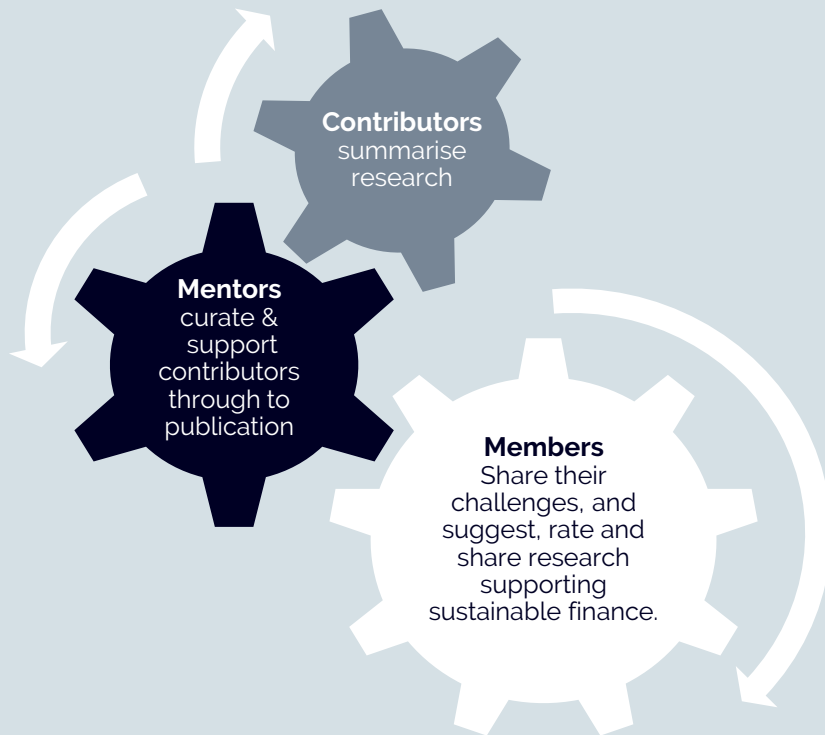 Contributors
summarise
research
Mentors
curate &
support
contributors
through to
publication
Members
Share their
challenges, and
suggest, rate and
share research
supporting
sustainable finance.